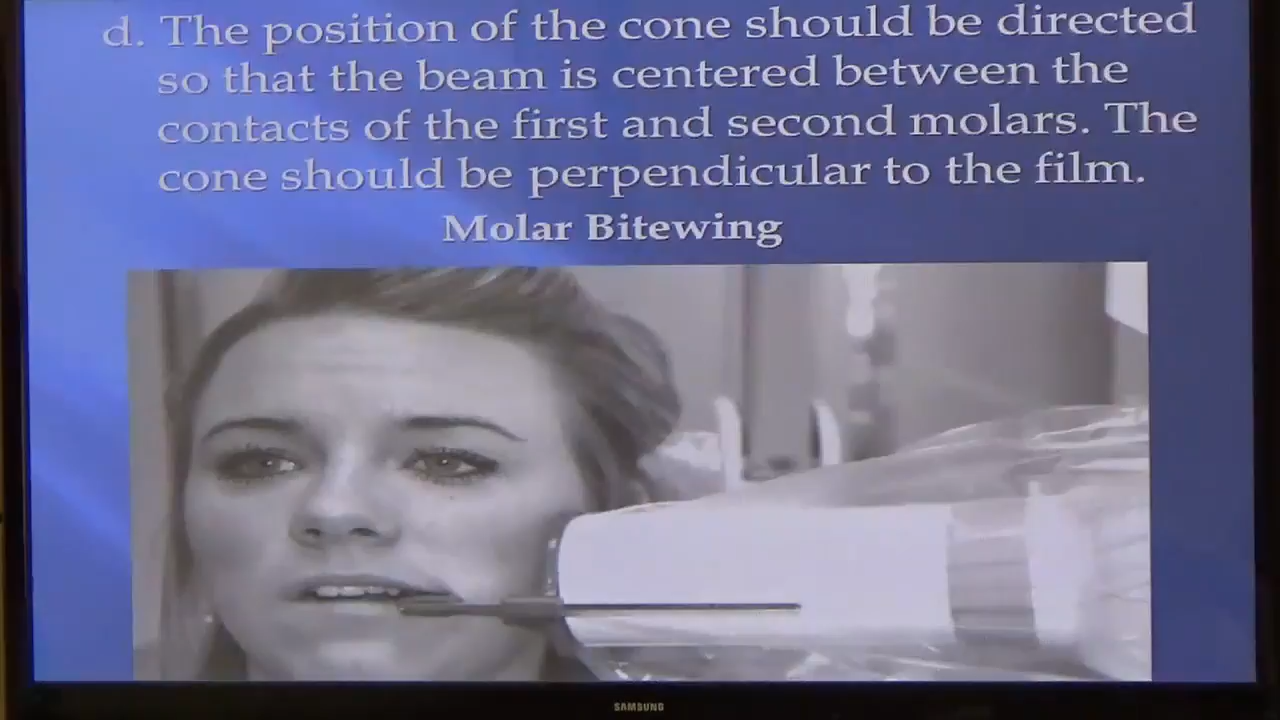 d. The position of the cone should be directed
so that the beam is centered between the
contacts of the first and second molars. The
cone should be perpendicular to the film.
Molar Bitewing
SAMSUNG